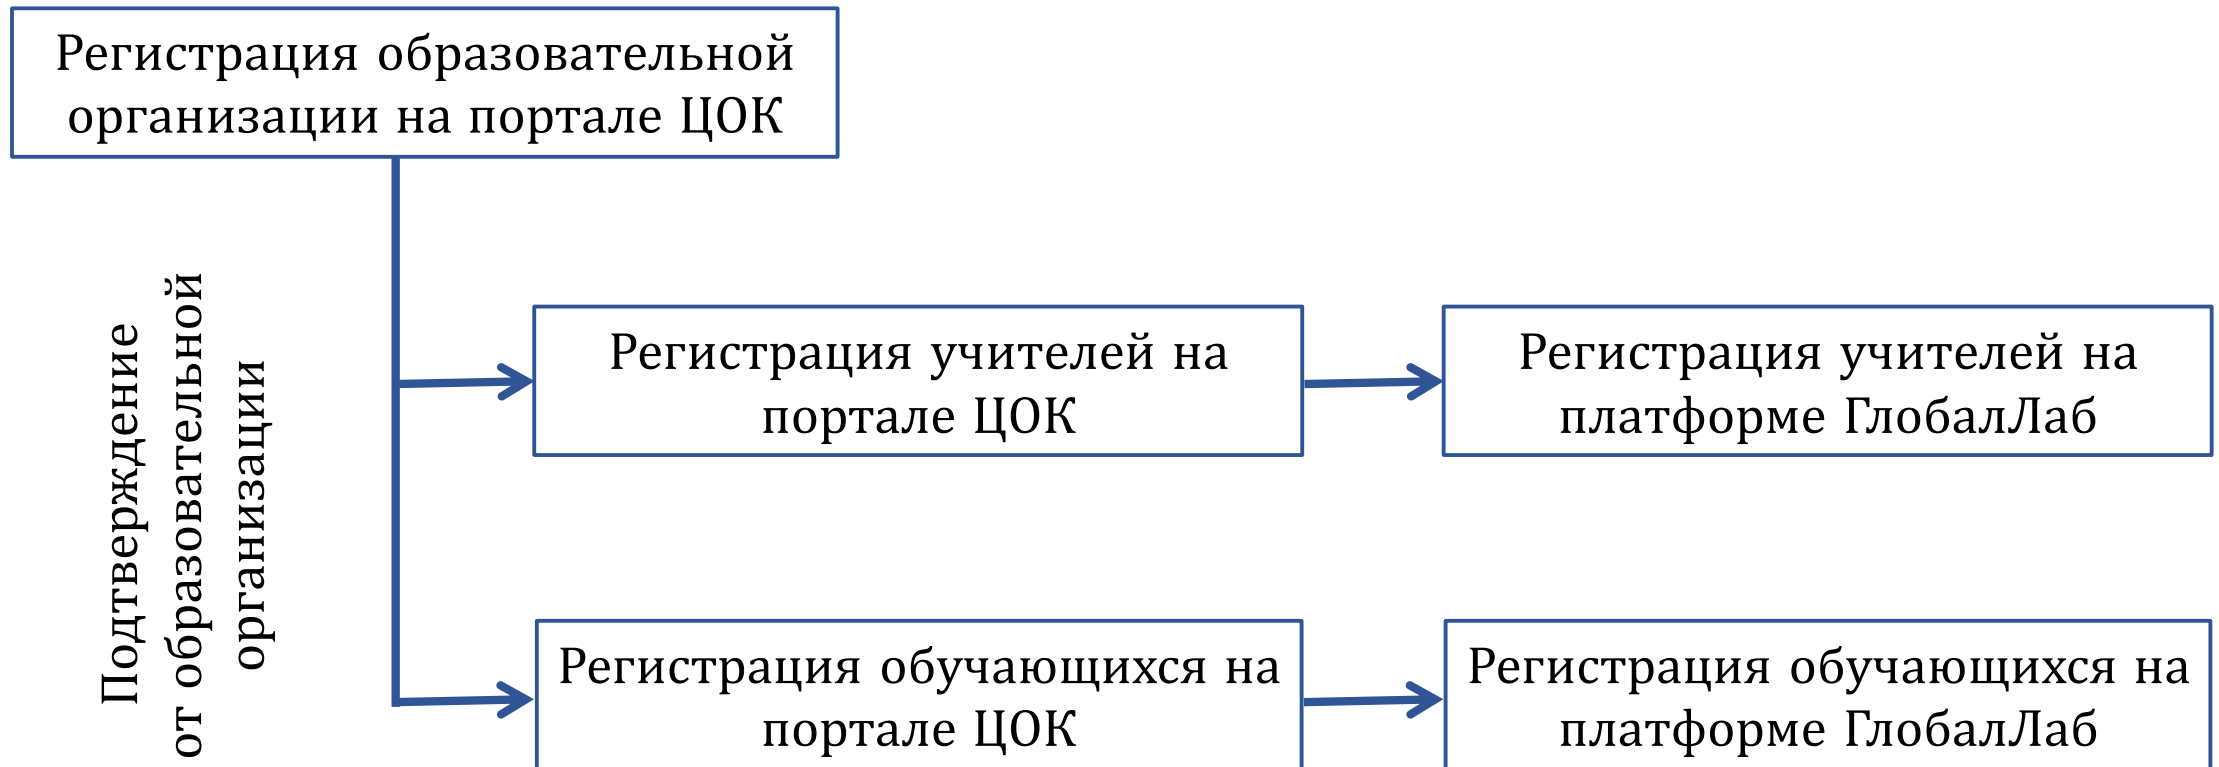 Регистрация образовательной
организации на портале ЦОК
Подтверждение
от образовательной
организации
Регистрация учителей на
портале ЦОК
Регистрация учителей на
платформе ГлобалЛаб
Регистрация обучающихся на
портале ЦОК
Регистрация обучающихся на
платформе ГлобалЛаб